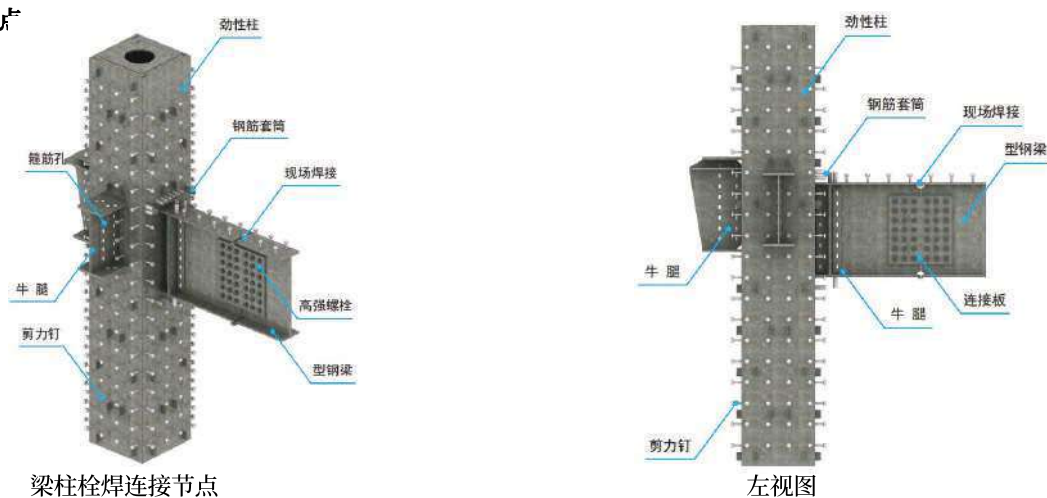 点
劲性柱
钢筋套筒
箍筋孔
现场焊接
牛 腿
高强螺栓
剪力钉
型钢梁
梁柱栓焊连接节点
劲性柱
钢筋套筒
现场焊接
型钢梁
牛 腿
连接板
牛 腿
剪力钉
左视图